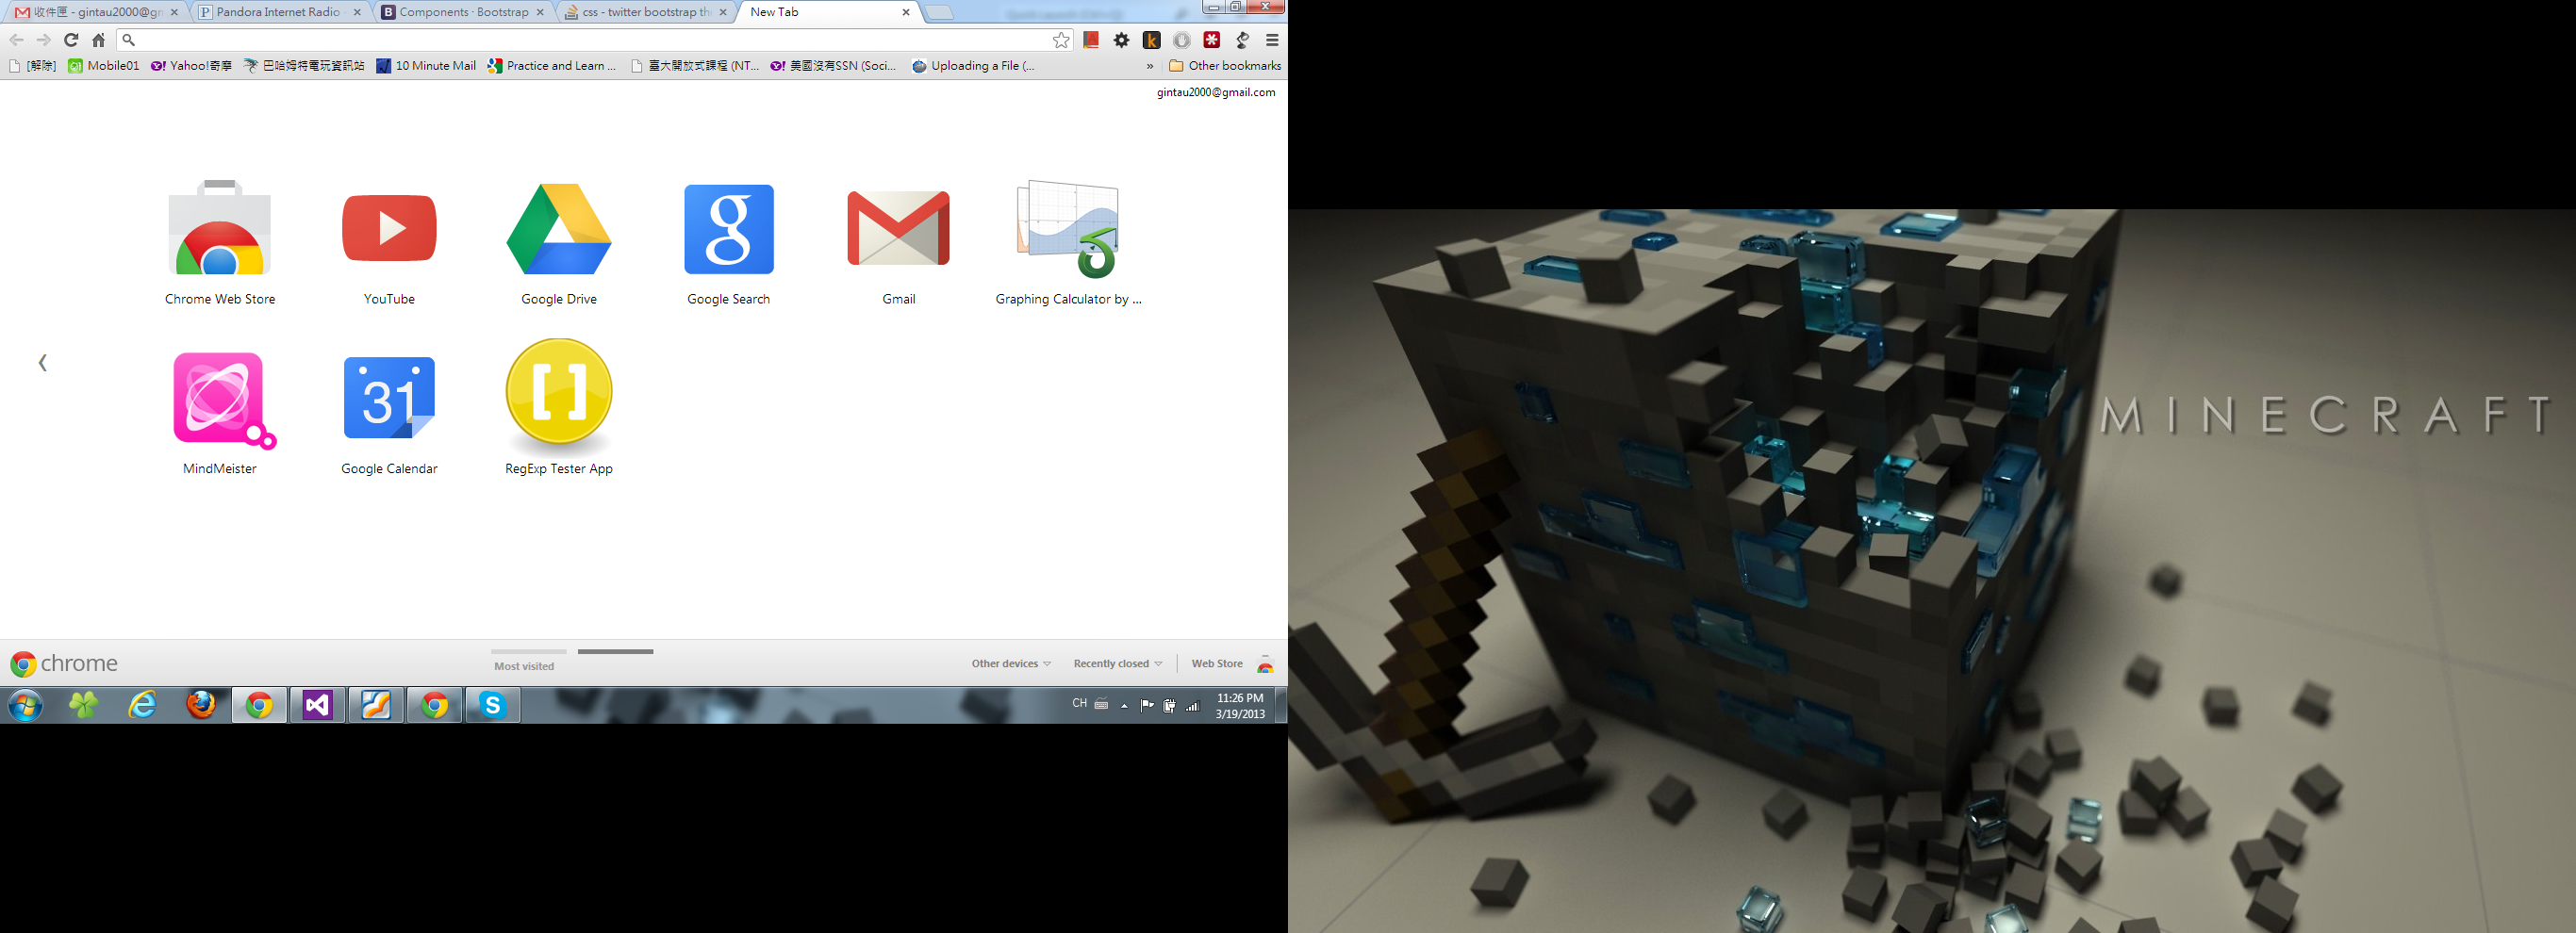 收件匣 - gintau2000@gn
Pandora Internet Radio -
Components · Bootstrap
css - twitter bootstrap thr
New Tab
[解除]
Mobile01
Yahoo!奇摩
巴哈姆特電玩資訊站
10 Minute Mail
Practice and Learn ...
臺大開放式課程 (NT...
美國沒有SSN (Soci...
Uploading a File (...
»
Other bookmarks
gintau2000@gmail.com
Chrome Web Store
YouTube
Google Drive
Google Search
Gmail
Graphing Calculator by ...
31
MindMeister
Google Calendar
RegExp Tester App
chrome
Most visited
Other devices
Recently closed
Web Store
CH
11:26 PM
3/19/2013
MINECRAFT